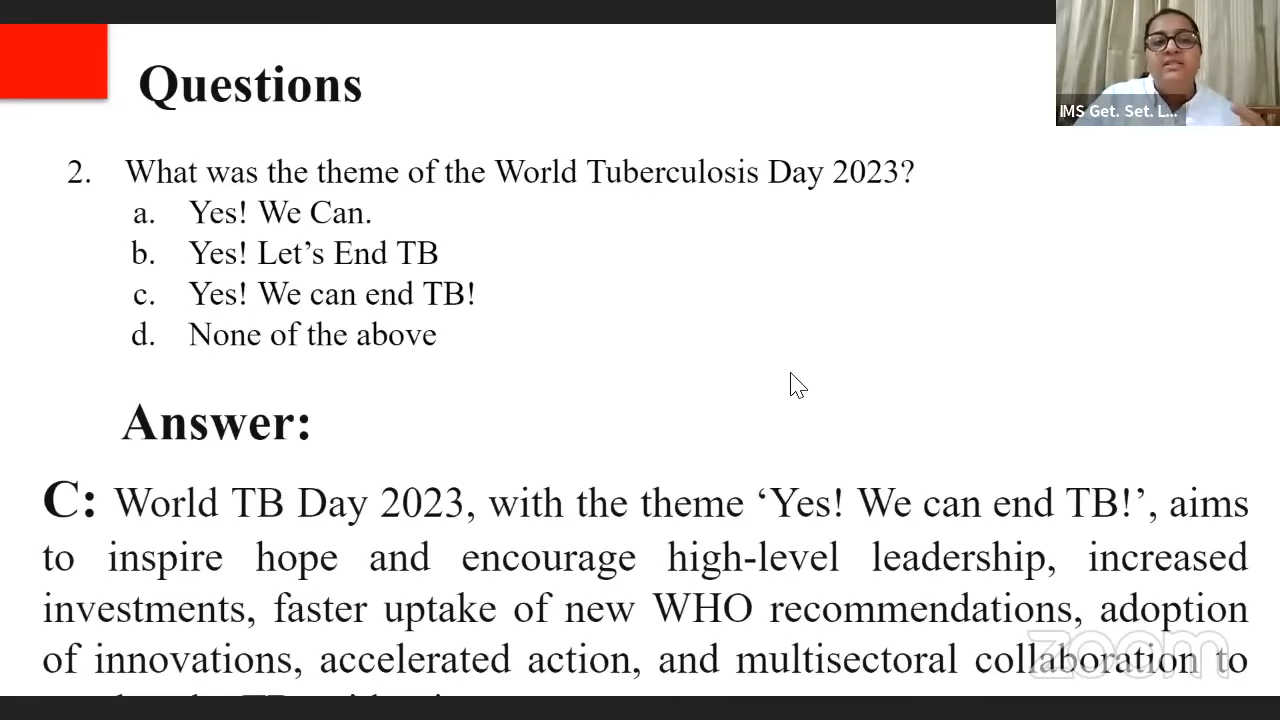 Questions
IMS Get. Set. L...
2. What was the theme of the World Tuberculosis Day 2023?
a. Yes! We Can.
b. Yes! Let’s End TB
c. Yes! We can end TB!
d. None of the above
Answer:
C: World TB Day 2023, with the theme ‘Yes! We can end TB!’, aims
to inspire hope and encourage high-level leadership, increased
investments, faster uptake of new WHO recommendations, adoption
of innovations, accelerated action, and multisectoral collaboration to
zoom